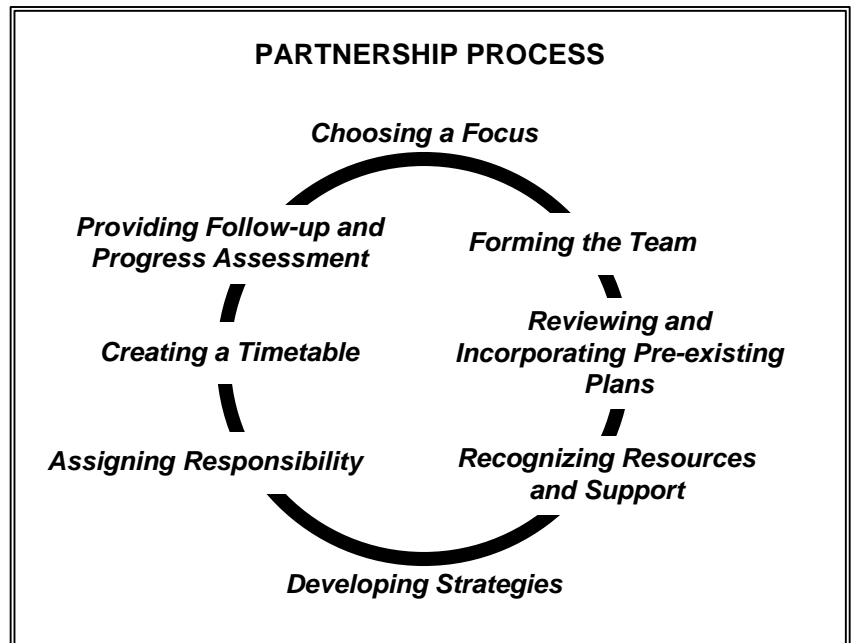 PARTNERSHIP PROCESS
Choosing a Focus
Providing Follow-up and
Progress Assessment
Forming the Team
Reviewing and
Incorporating Pre-existing
Plans
Creating a Timetable
Assigning Responsibility
Recognizing Resources
and Support
Developing Strategies